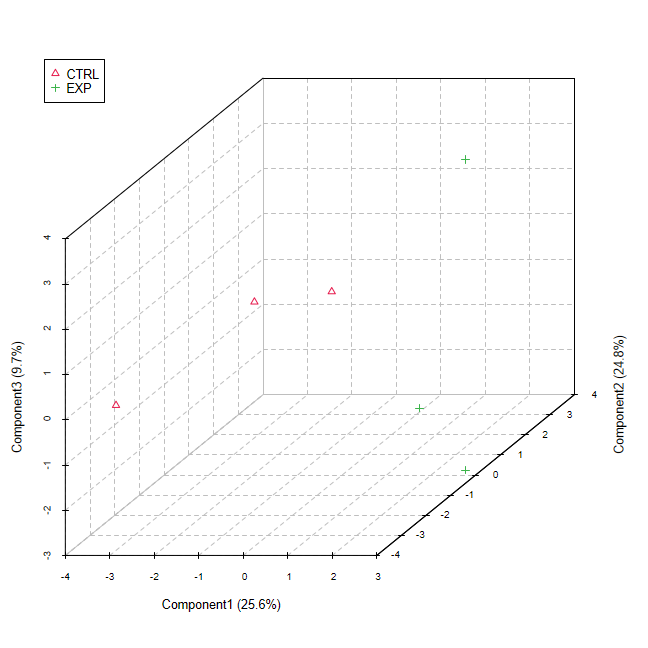 CTRL
EXP
4
3
2
1
0
-1
-2
-3
Component3 (9.7%)
-4 -3 -2 -1 0 1 2 3
Component1 (25.6%)
4
3
2
1
0
-1
-2
-3
-4
Component2 (24.8%)